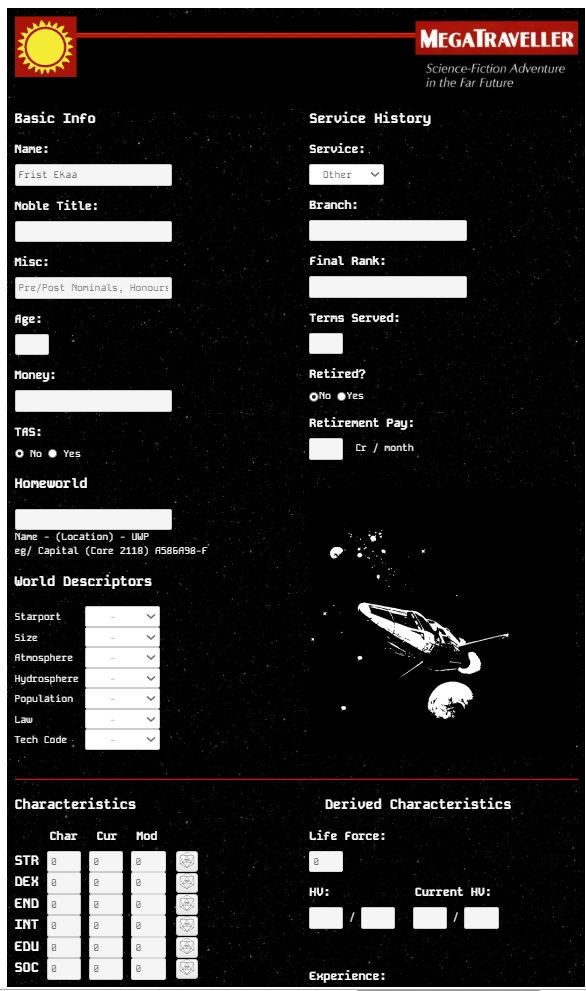 MEGATRAVELLER
Science-Fiction Adventure
in the Far Future
Basic Info
Name:
Frist Ekaa
Noble Title:
Misc:
Pre/Post Nominals, Honours
Age:
Money:
TAS:
No Yes
Homeworld
Name - (Location) - UWP
eg/ Capital (Core 2118) A586A98-F
World Descriptors
Starport -
Size -
Atmosphere -
Hydrosphere -
Population -
Law -
Tech Code -
Service History
Service:
Other
Branch:
Final Rank:
Terms Served:
Retired?
No Yes
Retirement Pay:
Cr / month
Characteristics
Char Cur Mod
STR 0 0 0
DEX 0 0 0
END 0 0 0
INT 0 0 0
EDU 0 0 0
SOC 0 0 0
Derived Characteristics
Life Force:
0
HV: Current HV:
/ /
Experience: